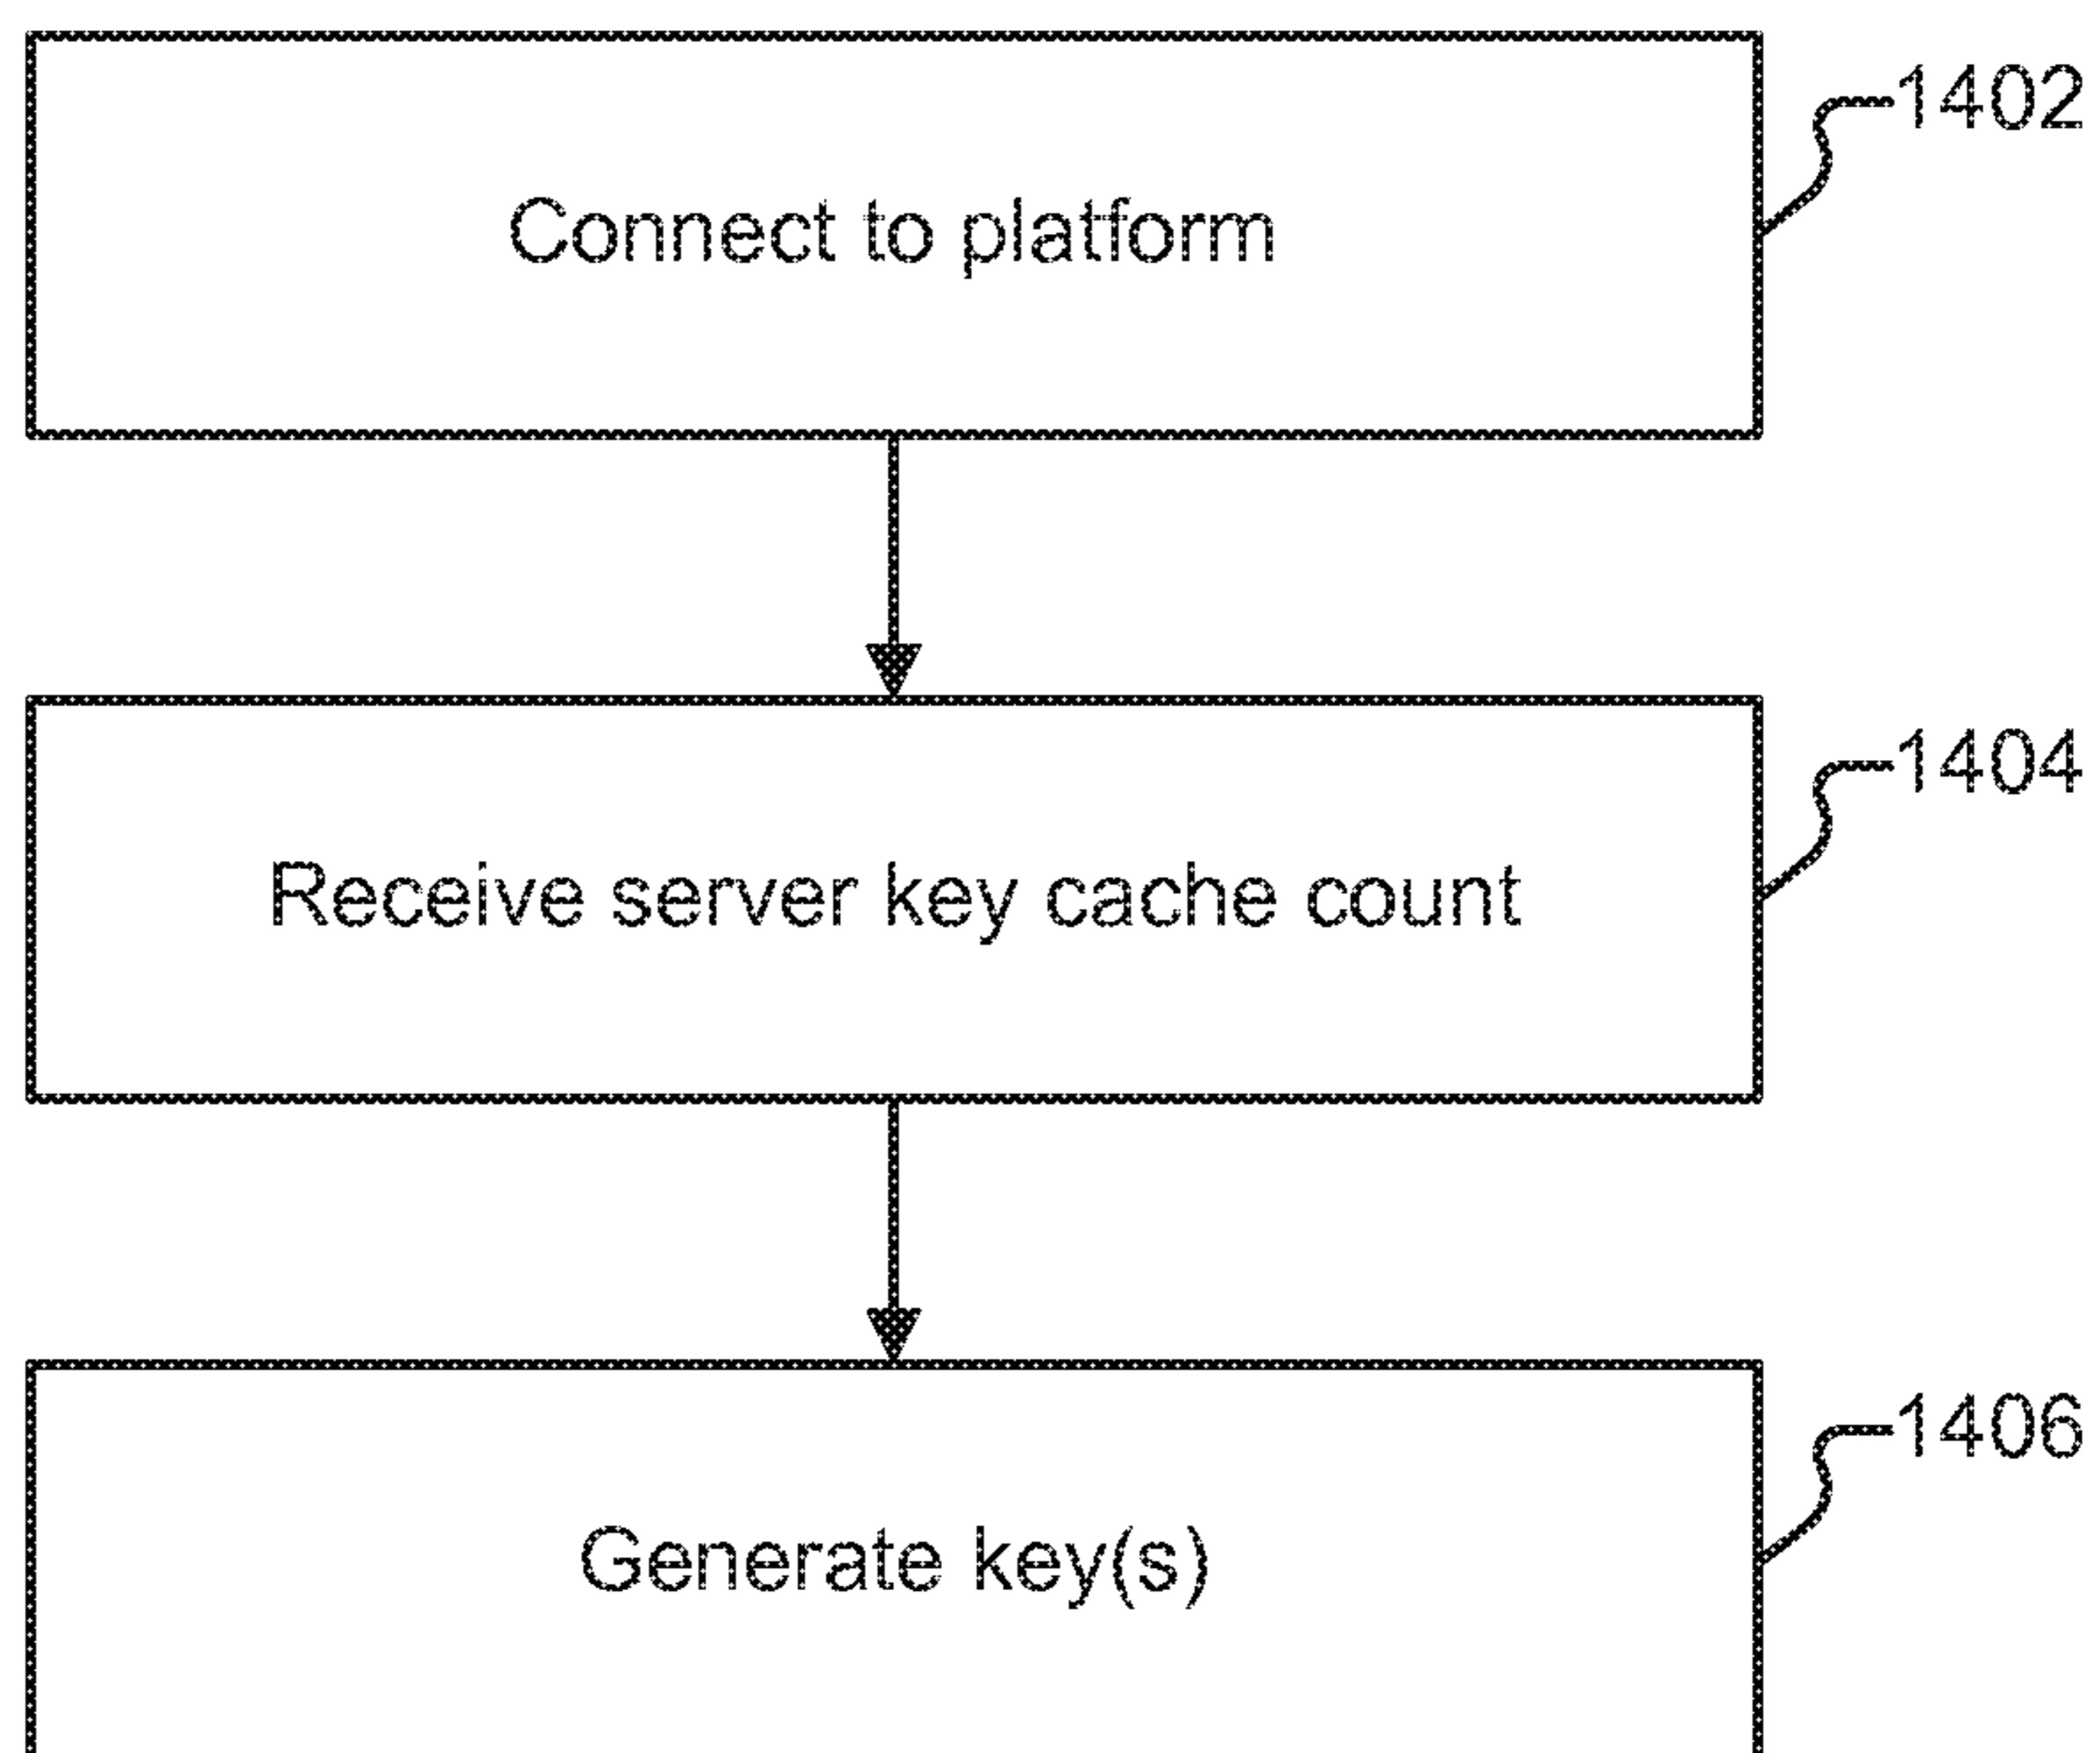 1402
Connect to platform
1404
Receive server key cache count
1406
Generate key(s)